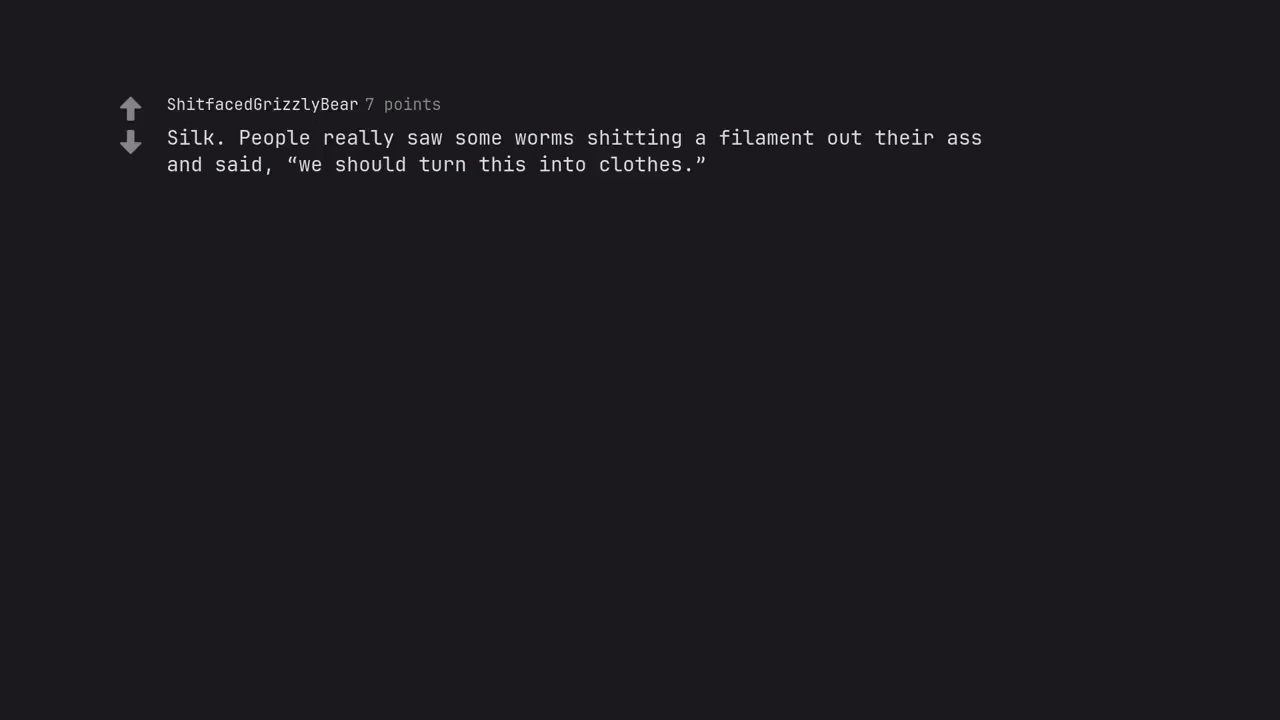 ShitfacedGrizzlyBear 7 points
Silk. People really saw some worms shitting a filament out their ass
and said, “we should turn this into clothes.”